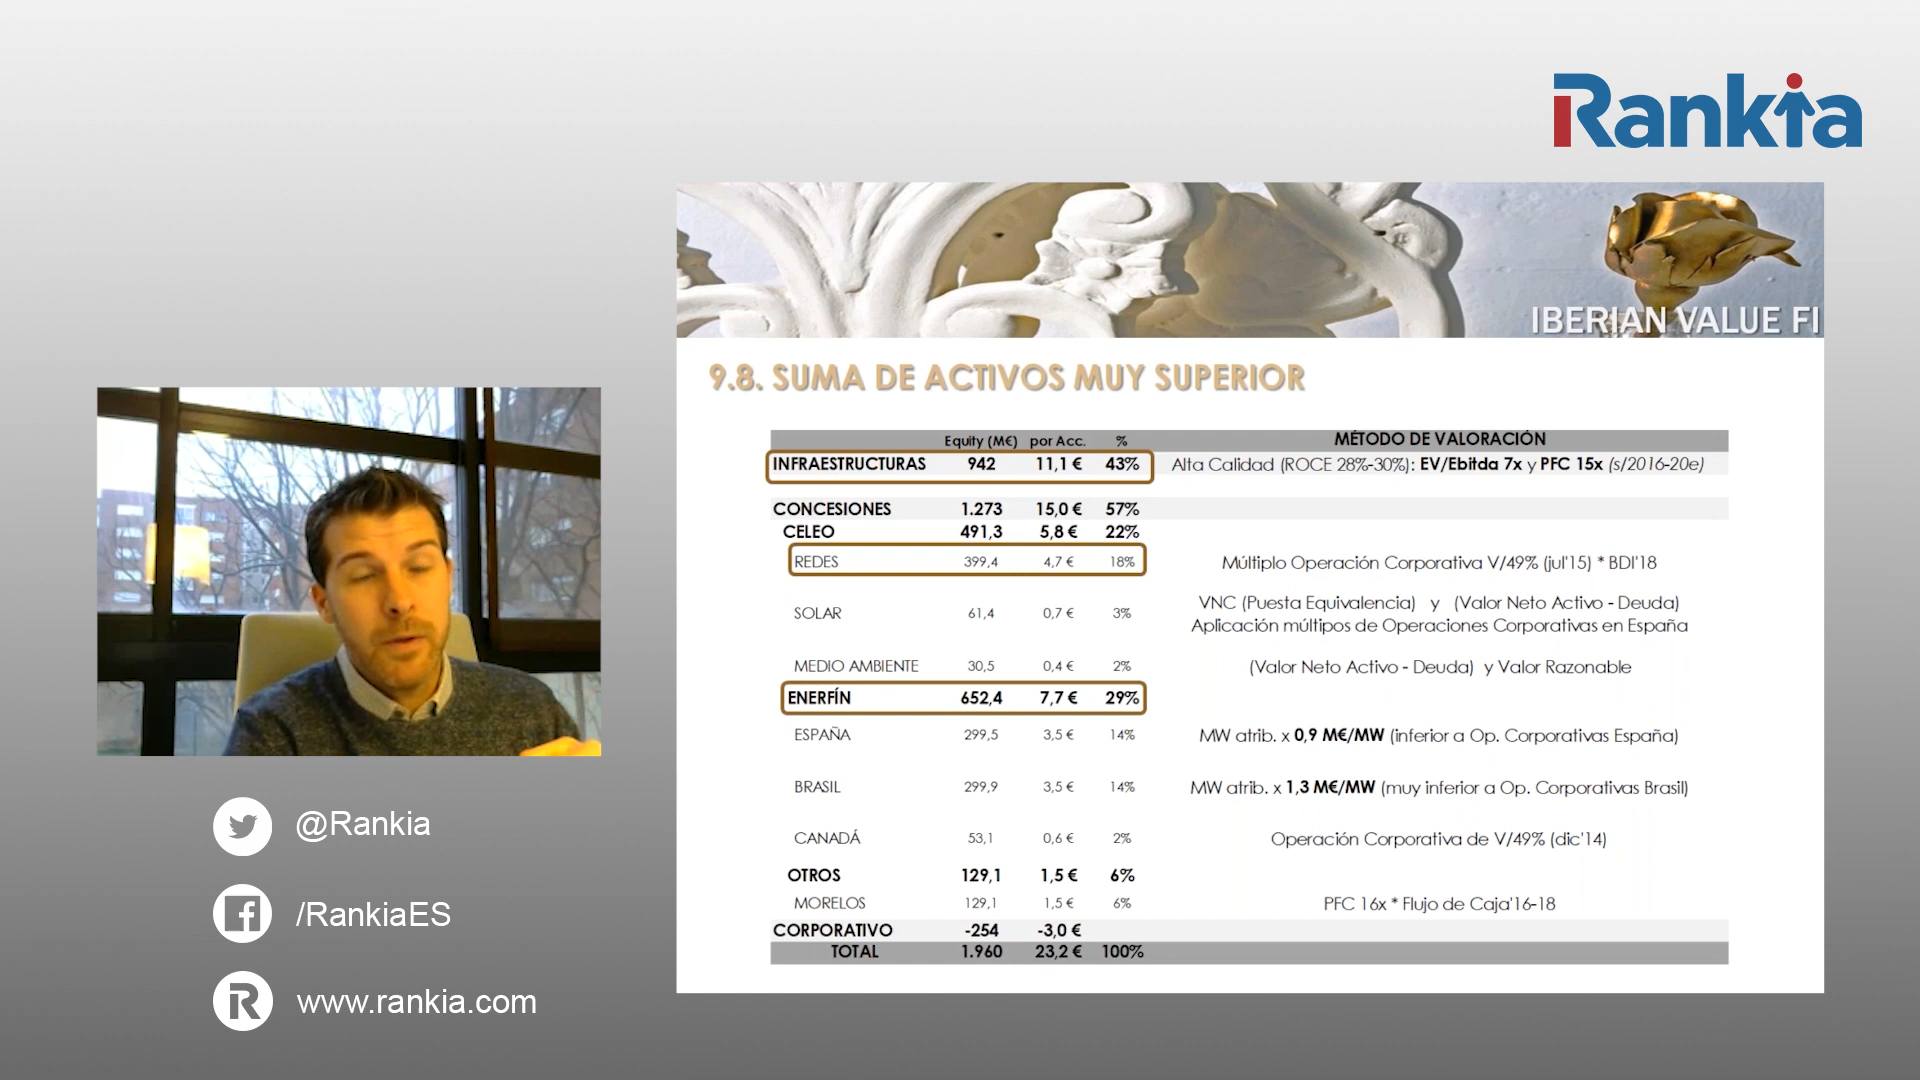 Rankia
IBERIAN VALUE FI
9.8. SUMA DE ACTIVOS MUY SUPERIOR
Equity (M€) por Acc. % MÉTODO DE VALORACIÓN
INFRAESTRUCTURAS 942 11,1 € 43% Alta Calidad (ROCE 28%-30%): EV/Ebitda 7x y PFC 15x (s/2016-20e)
CONCESIONES 1.273 15,0 € 57%
CELEO 491,3 5,8 € 22%
REDES 399,4 4,7 € 18% Múltiplo Operación Corporativa V/49% (jul'15) * BDI'18
SOLAR 61,4 0,7 € 3% VNC (Puesta Equivalencia) y (Valor Neto Activo - Deuda)
Aplicación múltipos de Operaciones Corporativas en España
MEDIO AMBIENTE 30,5 0,4 € 2% (Valor Neto Activo - Deuda) y Valor Razonable
ENERFÍN 652,4 7,7 € 29%
ESPAÑA 299,5 3,5 € 14% MW atrib. x 0,9 M€/MW (inferior a Op. Corporativas España)
BRASIL 299,9 3,5 € 14% MW atrib. x 1,3 M€/MW (muy inferior a Op. Corporativas Brasil)
CANADÁ 53,1 0,6 € 2% Operación Corporativa de V/49% (dic'14)
OTROS 129,1 1,5 € 6%
MORELOS 129,1 1,5 € 6% PFC 16x * Flujo de Caja'16-18
CORPORATIVO -254 -3,0 €
TOTAL 1.960 23,2 € 100%
@Rankia
/RankiaES
www.rankia.com